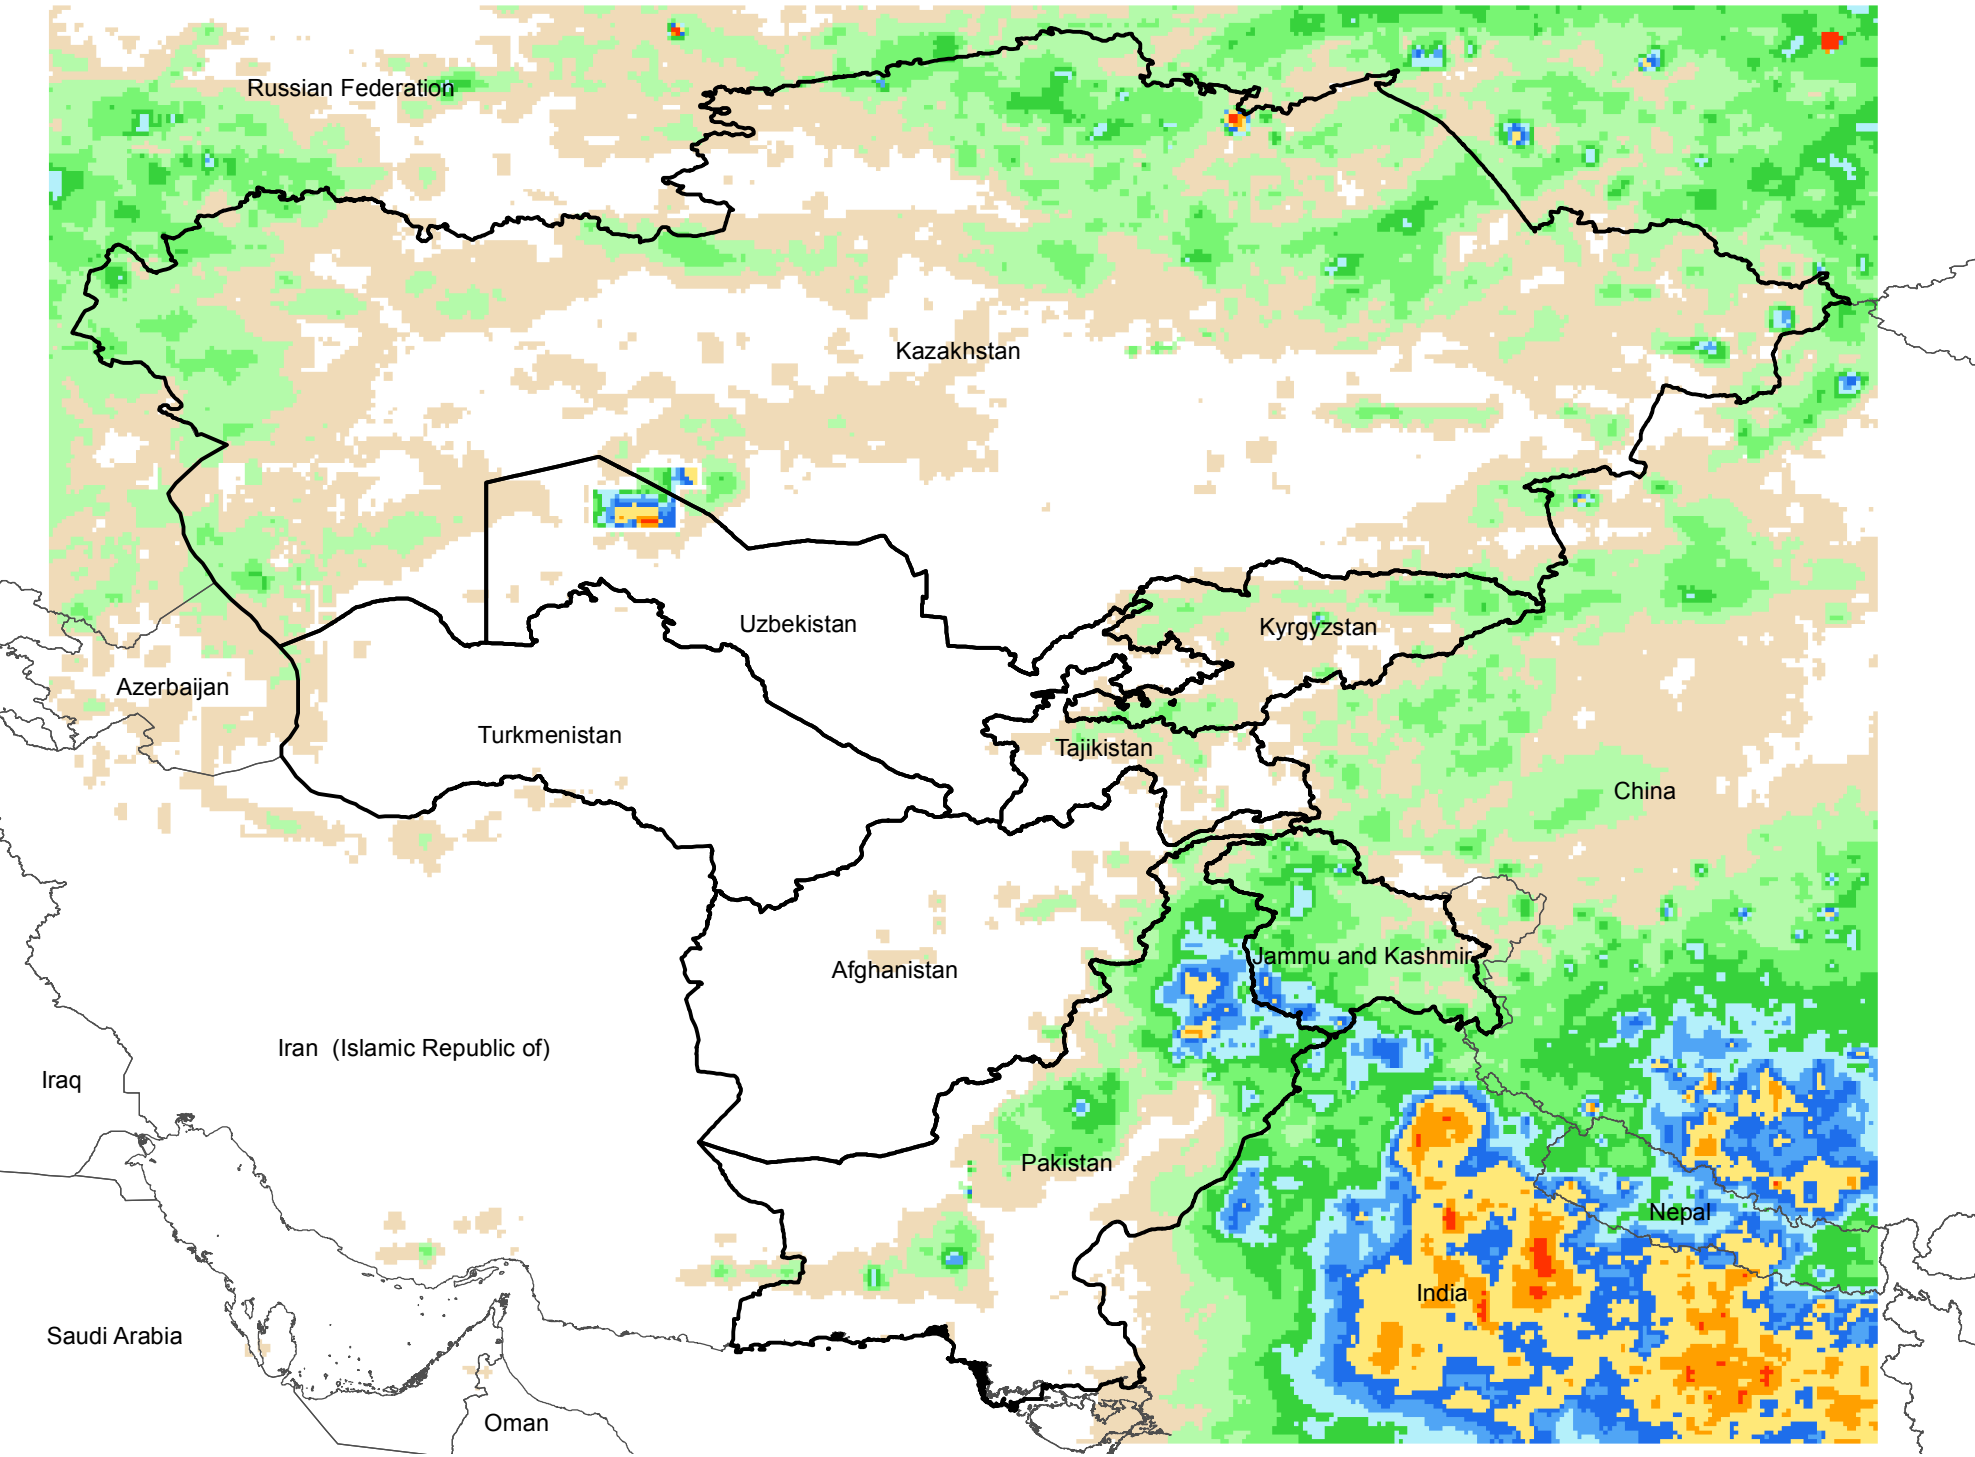 Russian Federation
Kazakhstan
Uzbekistan
Kyrgyzstan
Azerbaijan
Turkmenistan
Tajikistan
China
Afghanistan
Jammu and Kashmir
Iran  (Islamic Republic of)
Iraq
Pakistan
Nepal
India
Saudi Arabia
Oman